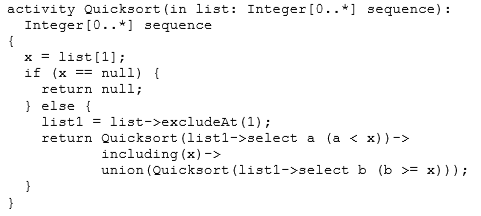 activity Quicksort(in list: Integer[0..*] sequence):
  Integer[0..*] sequence
{
  x = list[1];
  if (x == null) {
    return null;
  } else {
    list1 = list->excludeAt(1);
    return Quicksort(list1->select a (a < x))->
           including(x)->
           union(Quicksort(list1->select b (b >= x)));
  }
}